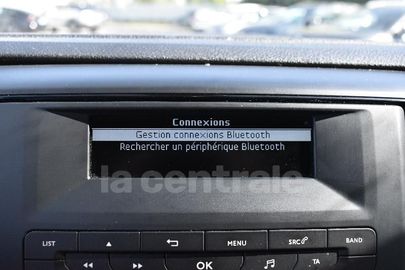 Connexions
Gestion connexions Bluetooth
Rechercher un périphérique Bluetooth
la centrale
LIST
MENU
SRC
BAND
OK
TA